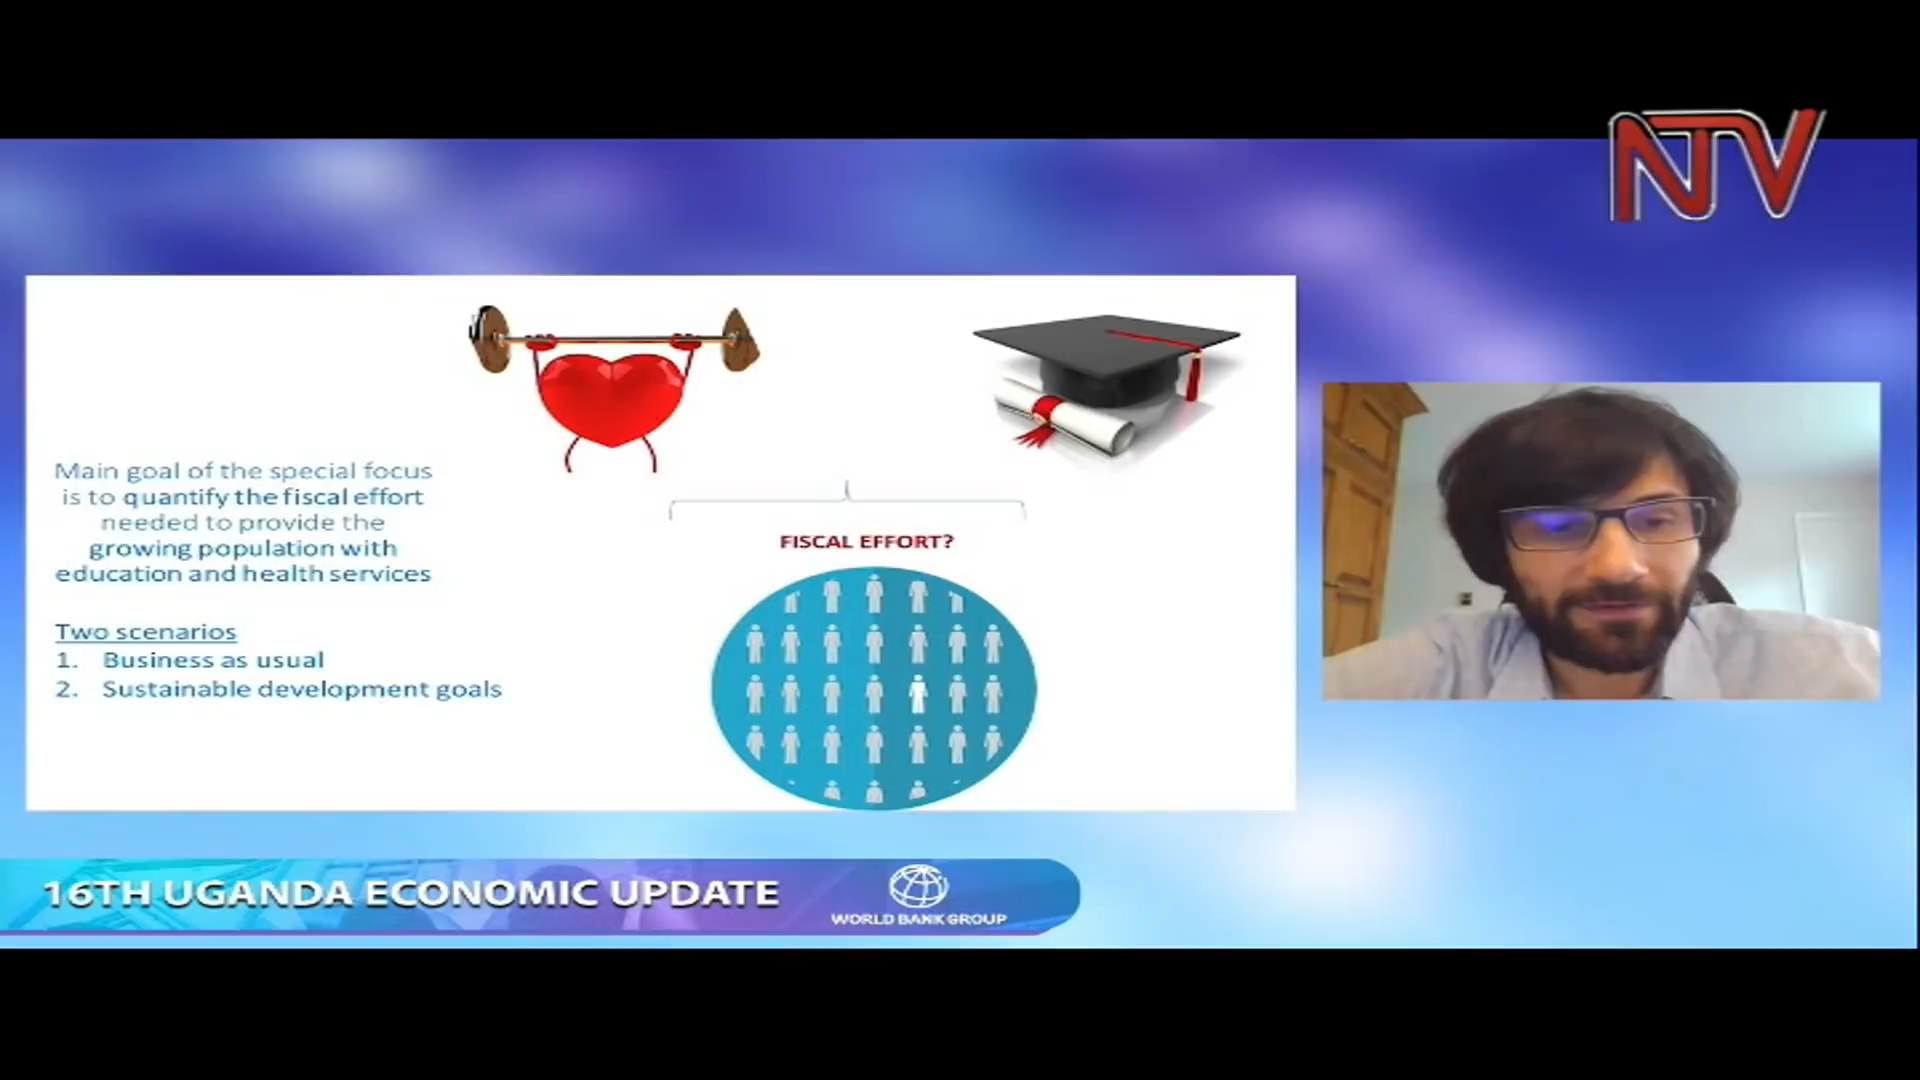 NTV
Main goal of the special focus
is to quantify the fiscal effort
needed to provide the
growing population with
education and health services
Two scenarios
1. Business as usual
2. Sustainable development goals
FISCAL EFFORT?
16TH UGANDA ECONOMIC UPDATE
WORLD BANK GROUP